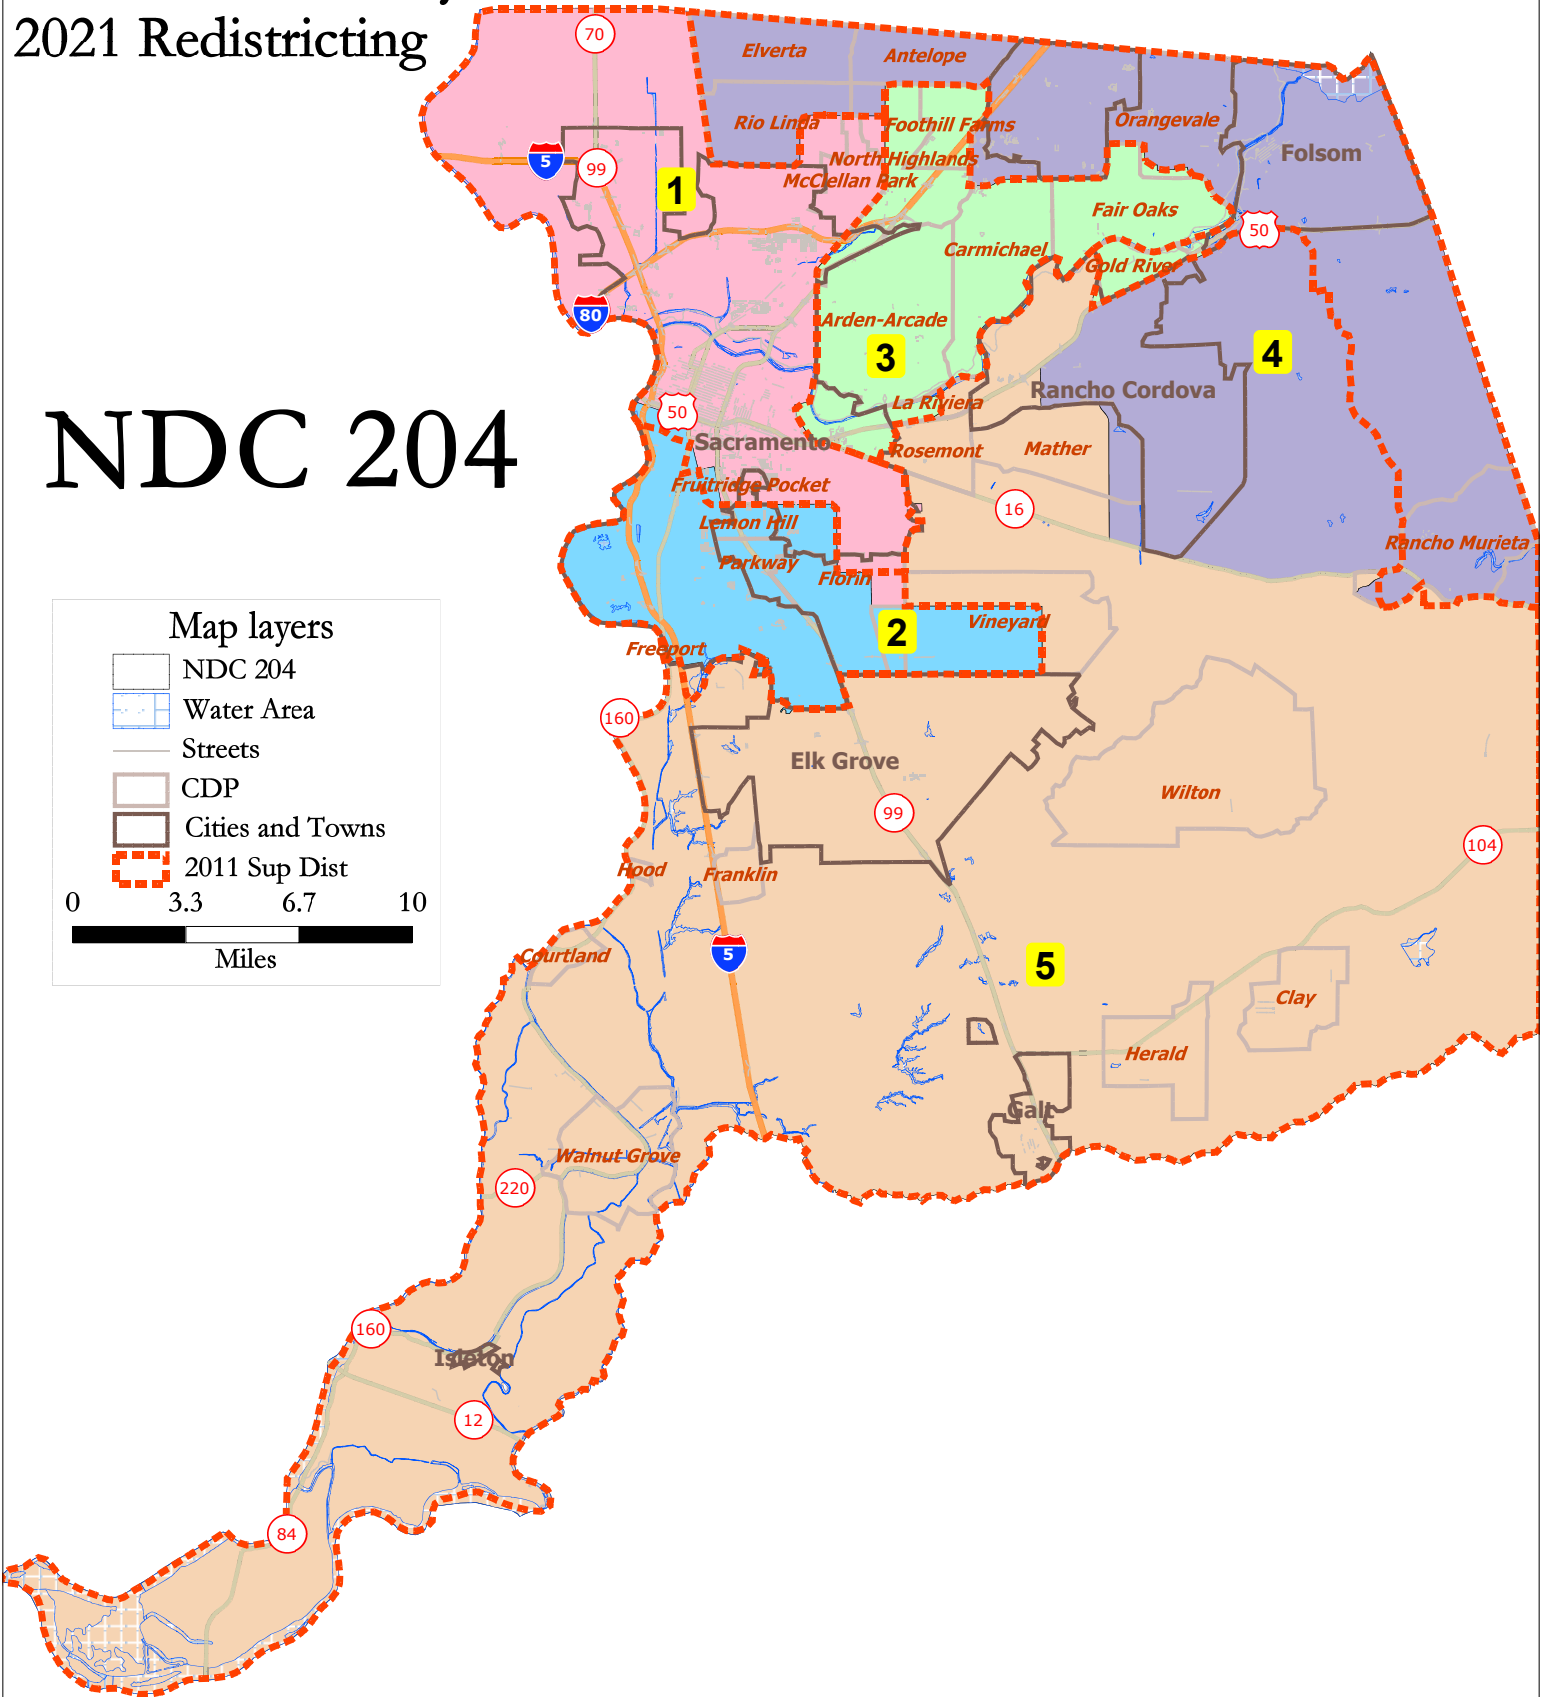 2021 Redistricting
NDC 204
70
Elverta
Antelope
Rio Linda
Foothill Farms
Orangevale
Folsom
5
99
1
North Highlands
McClellan Park
Fair Oaks
50
Carmichael
Gold River
80
Arden-Arcade
3
4
Rancho Cordova
La Riviera
50
Sacramento
Rosemont
Mather
Fruitridge Pocket
16
Lemon Hill
Parkway
Florin
Rancho Murieta
2
Vineyard
Freeport
160
Elk Grove
Wilton
99
104
Hood
Franklin
Courtland
5
5
Clay
Herald
Galt
Walnut Grove
220
160
Isleton
12
84
Map layers
NDC 204
Water Area
Streets
CDP
Cities and Towns
2011 Sup Dist
0 3.3 6.7 10
Miles